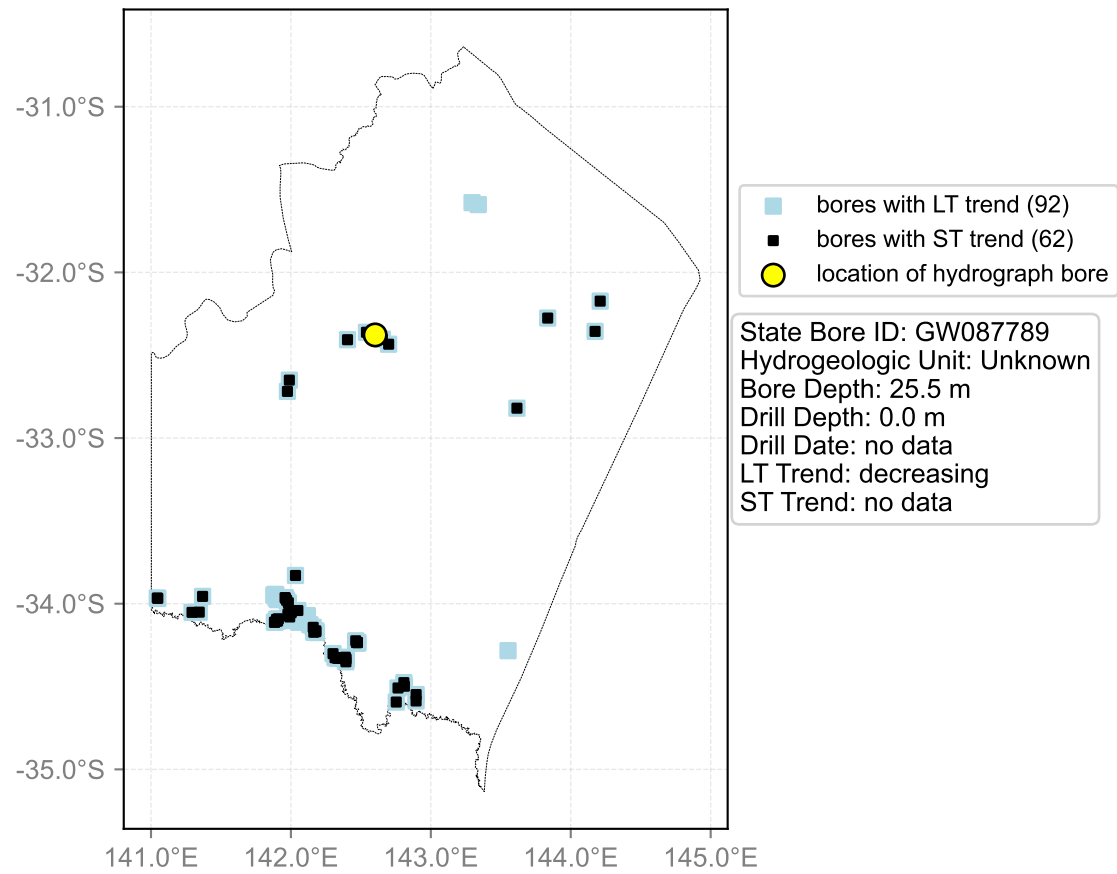 -31.0°S
-32.0°S
-33.0°S
-34.0°S
-35.0°S
141.0°E 142.0°E 143.0°E 144.0°E 145.0°E
bores with LT trend (92)
bores with ST trend (62)
location of hydrograph bore
State Bore ID: GW087789
Hydrogeologic Unit: Unknown
Bore Depth: 25.5 m
Drill Depth: 0.0 m
Drill Date: no data
LT Trend: decreasing
ST Trend: no data